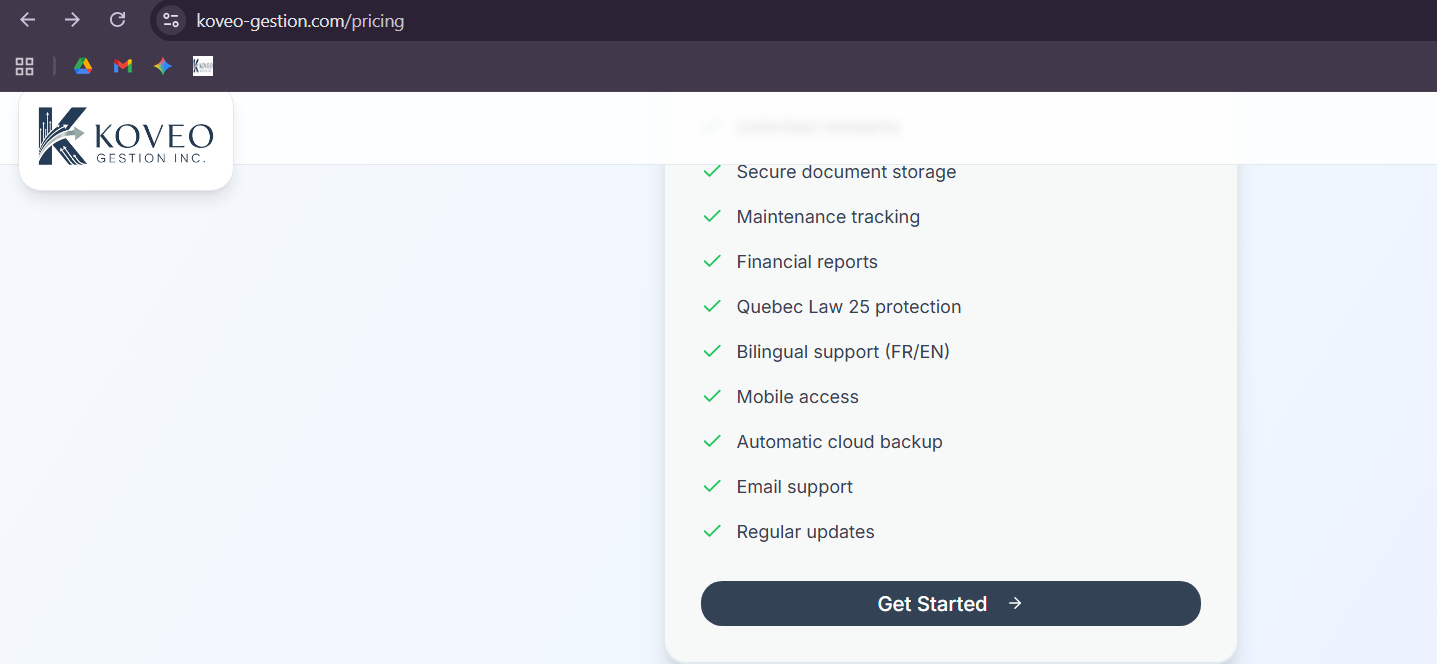 koveo-gestion.com/pricing
KOVEO
GESTION INC.
Secure document storage
Maintenance tracking
Financial reports
Quebec Law 25 protection
Bilingual support (FR/EN)
Mobile access
Automatic cloud backup
Email support
Regular updates
Get Started →